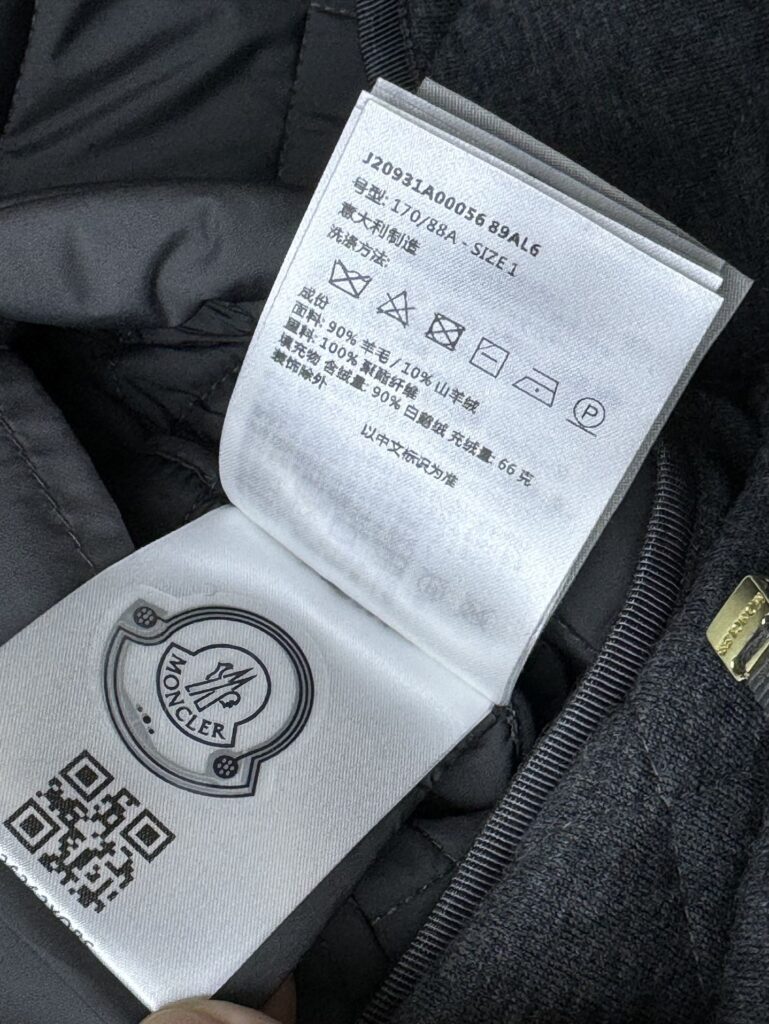 J20931A00056 89AL6
号型: 170/88A - SIZE 1
意大利制造
洗涤方法:
P
成份
面料: 90% 羊毛 / 10% 山羊绒
里料: 100% 聚酯纤维
填充物 含绒量: 90% 白鹅绒 充绒量: 66 克
装饰除外
以中文标识为准
MONCLER